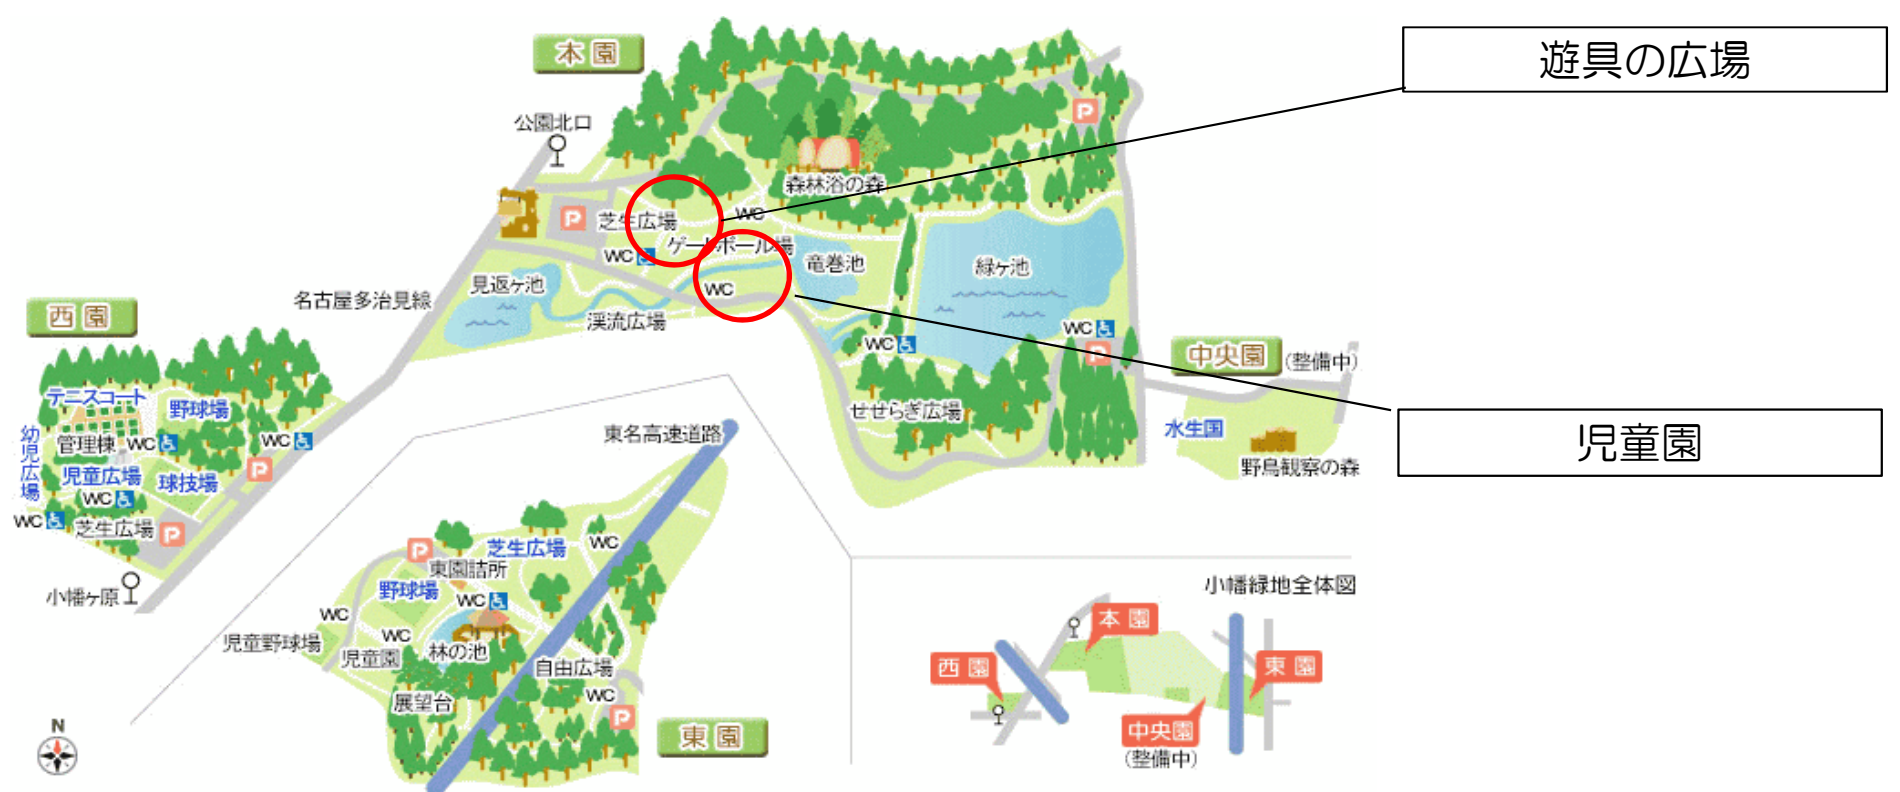 本園
遊具の広場
公園北口
P
森林浴の森
P
芝生広場
WC
ゲートボール場
WC
竜巻池
緑ヶ池
見返ヶ池
WC
名古屋多治見線
渓流広場
WC
P
WC
中央園
(整備中)
西園
テニスコート
野球場
せせらぎ広場
水生園
児童園
幼児広場
管理棟
WC
WC
東名高速道路
野鳥観察の森
児童広場
球技場
P
WC
WC
芝生広場
P
小幡ヶ原
P
芝生広場
WC
東園詰所
野球場
WC
小幡緑地全体図
WC
児童野球場
WC
児童園
林の池
自由広場
本園
西園
東園
展望台
WC
P
東園
中央園
(整備中)
N